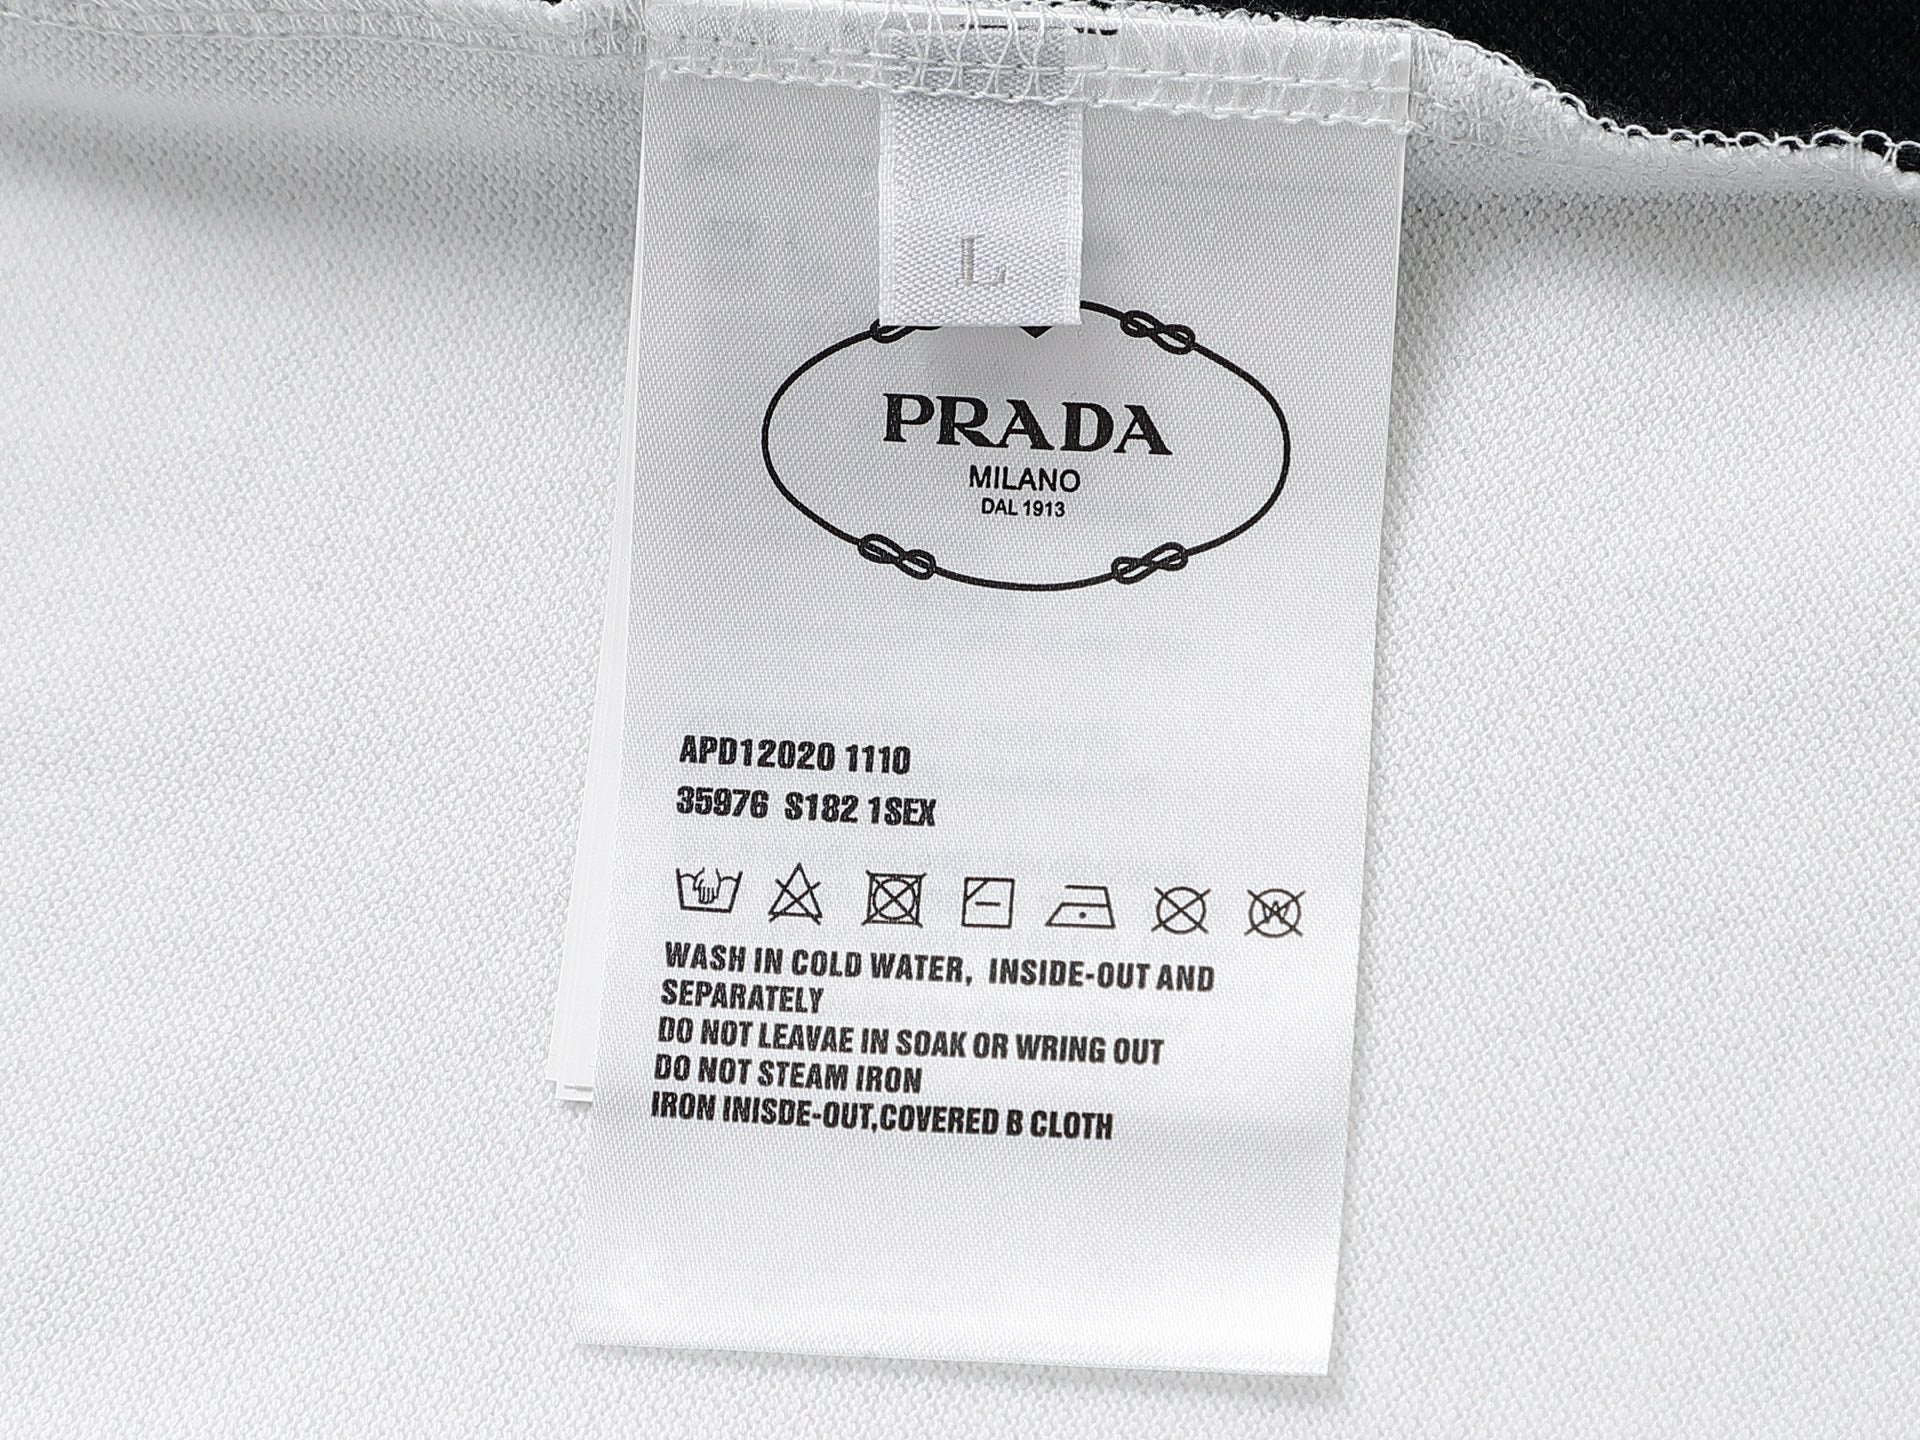 L
PRADA
MILANO
DAL 1913
APD12020 1110
35976 S182 1SEX
W
WASH IN COLD WATER, INSIDE-OUT AND
SEPARATELY
DO NOT LEAVAE IN SOAK OR WRING OUT
DO NOT STEAM IRON
IRON INISDE-OUT,COVERED B CLOTH